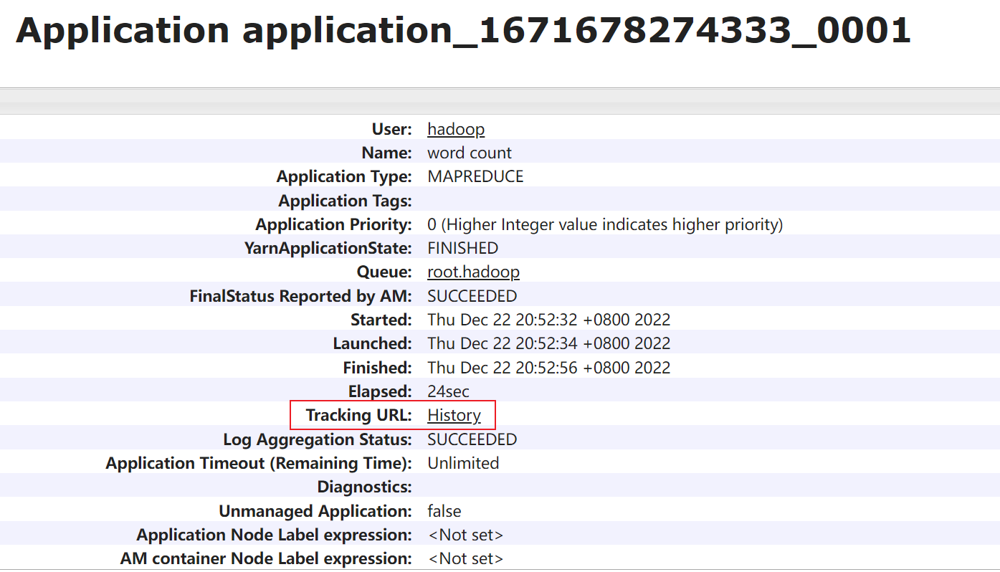 Application application_1671678274333_0001
User: hadoop
Name: word count
Application Type: MAPREDUCE
Application Tags:
Application Priority: 0 (Higher Integer value indicates higher priority)
YarnApplicationState: FINISHED
Queue: root.hadoop
FinalStatus Reported by AM: SUCCEEDED
Started: Thu Dec 22 20:52:32 +0800 2022
Launched: Thu Dec 22 20:52:34 +0800 2022
Finished: Thu Dec 22 20:52:56 +0800 2022
Elapsed: 24sec
Tracking URL: History
Log Aggregation Status: SUCCEEDED
Application Timeout (Remaining Time): Unlimited
Diagnostics:
Unmanaged Application: false
Application Node Label expression: <Not set>
AM container Node Label expression: <Not set>